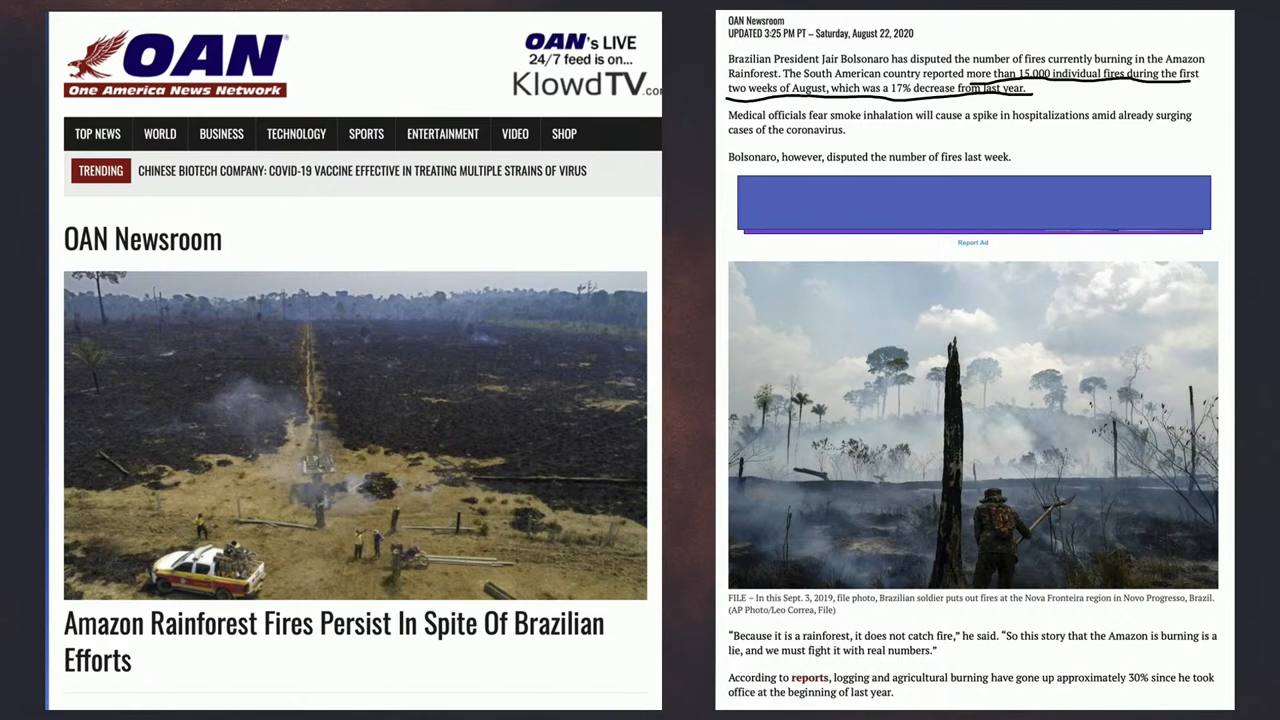 OAN
One America News Network
OAN's LIVE
24/7 feed is on...
KlowdTV.co
TOP NEWS WORLD BUSINESS TECHNOLOGY SPORTS ENTERTAINMENT VIDEO SHOP
TRENDING CHINESE BIOTECH COMPANY: COVID-19 VACCINE EFFECTIVE IN TREATING MULTIPLE STRAINS OF VIRUS
OAN Newsroom
Amazon Rainforest Fires Persist In Spite Of Brazilian
Efforts
OAN Newsroom
UPDATED 3:25 PM PT – Saturday, August 22, 2020
Brazilian President Jair Bolsonaro has disputed the number of fires currently burning in the Amazon
Rainforest. The South American country reported more than 15,000 individual fires during the first
two weeks of August, which was a 17% decrease from last year.
Medical officials fear smoke inhalation will cause a spike in hospitalizations amid already surging
cases of the coronavirus.
Bolsonaro, however, disputed the number of fires last week.
Report Ad
FILE – In this Sept. 3, 2019, file photo, Brazilian soldier puts out fires at the Nova Fronteira region in Novo Progresso, Brazil.
(AP Photo/Leo Correa, File)
“Because it is a rainforest, it does not catch fire,” he said. “So this story that the Amazon is burning is a
lie, and we must fight it with real numbers.”
According to reports, logging and agricultural burning have gone up approximately 30% since he took
office at the beginning of last year.